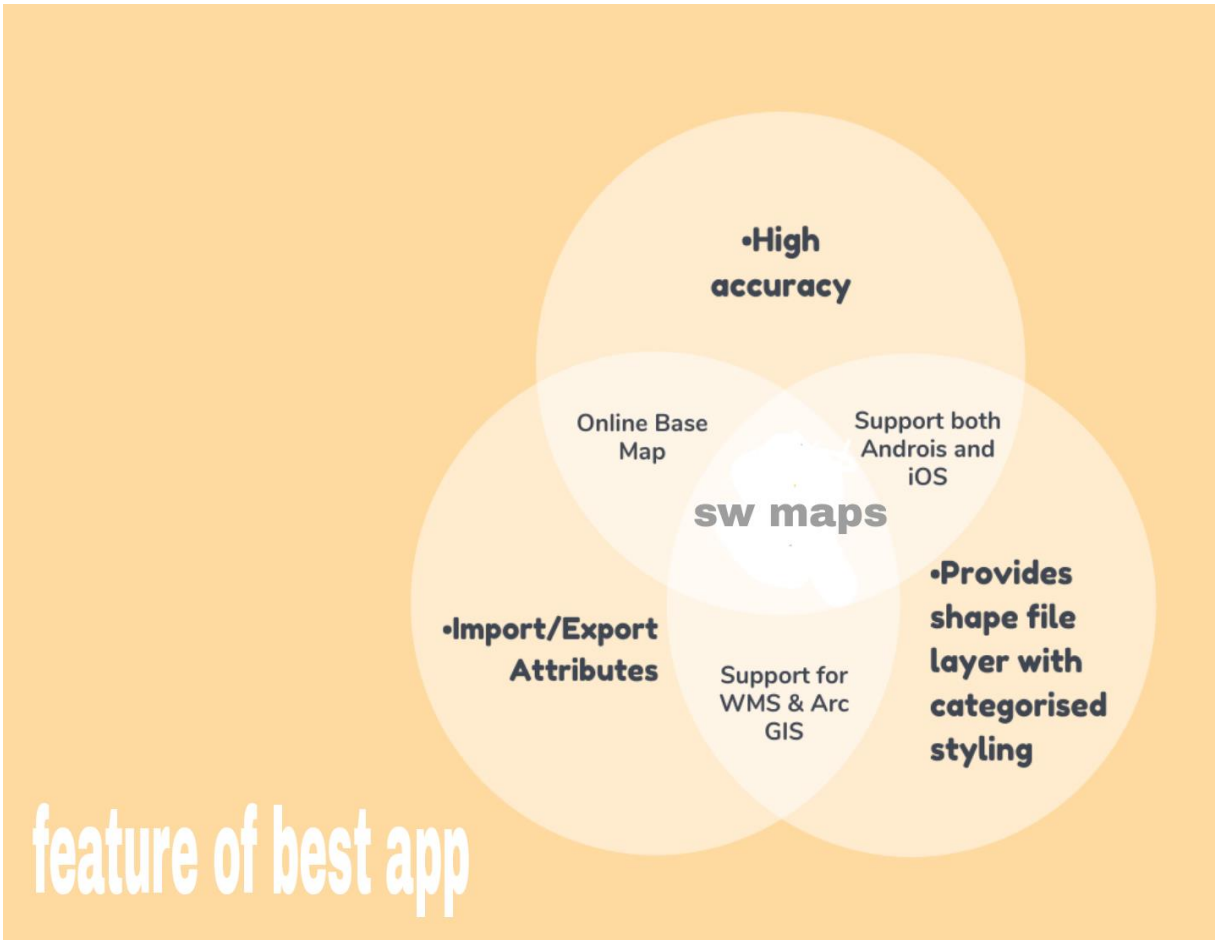 •High
accuracy
Online Base
Map
Support both
Androis and
iOS
sw maps
•Provides
shape file
layer with
categorised
styling
•Import/Export
Attributes
Support for
WMS & Arc
GIS
feature of best app